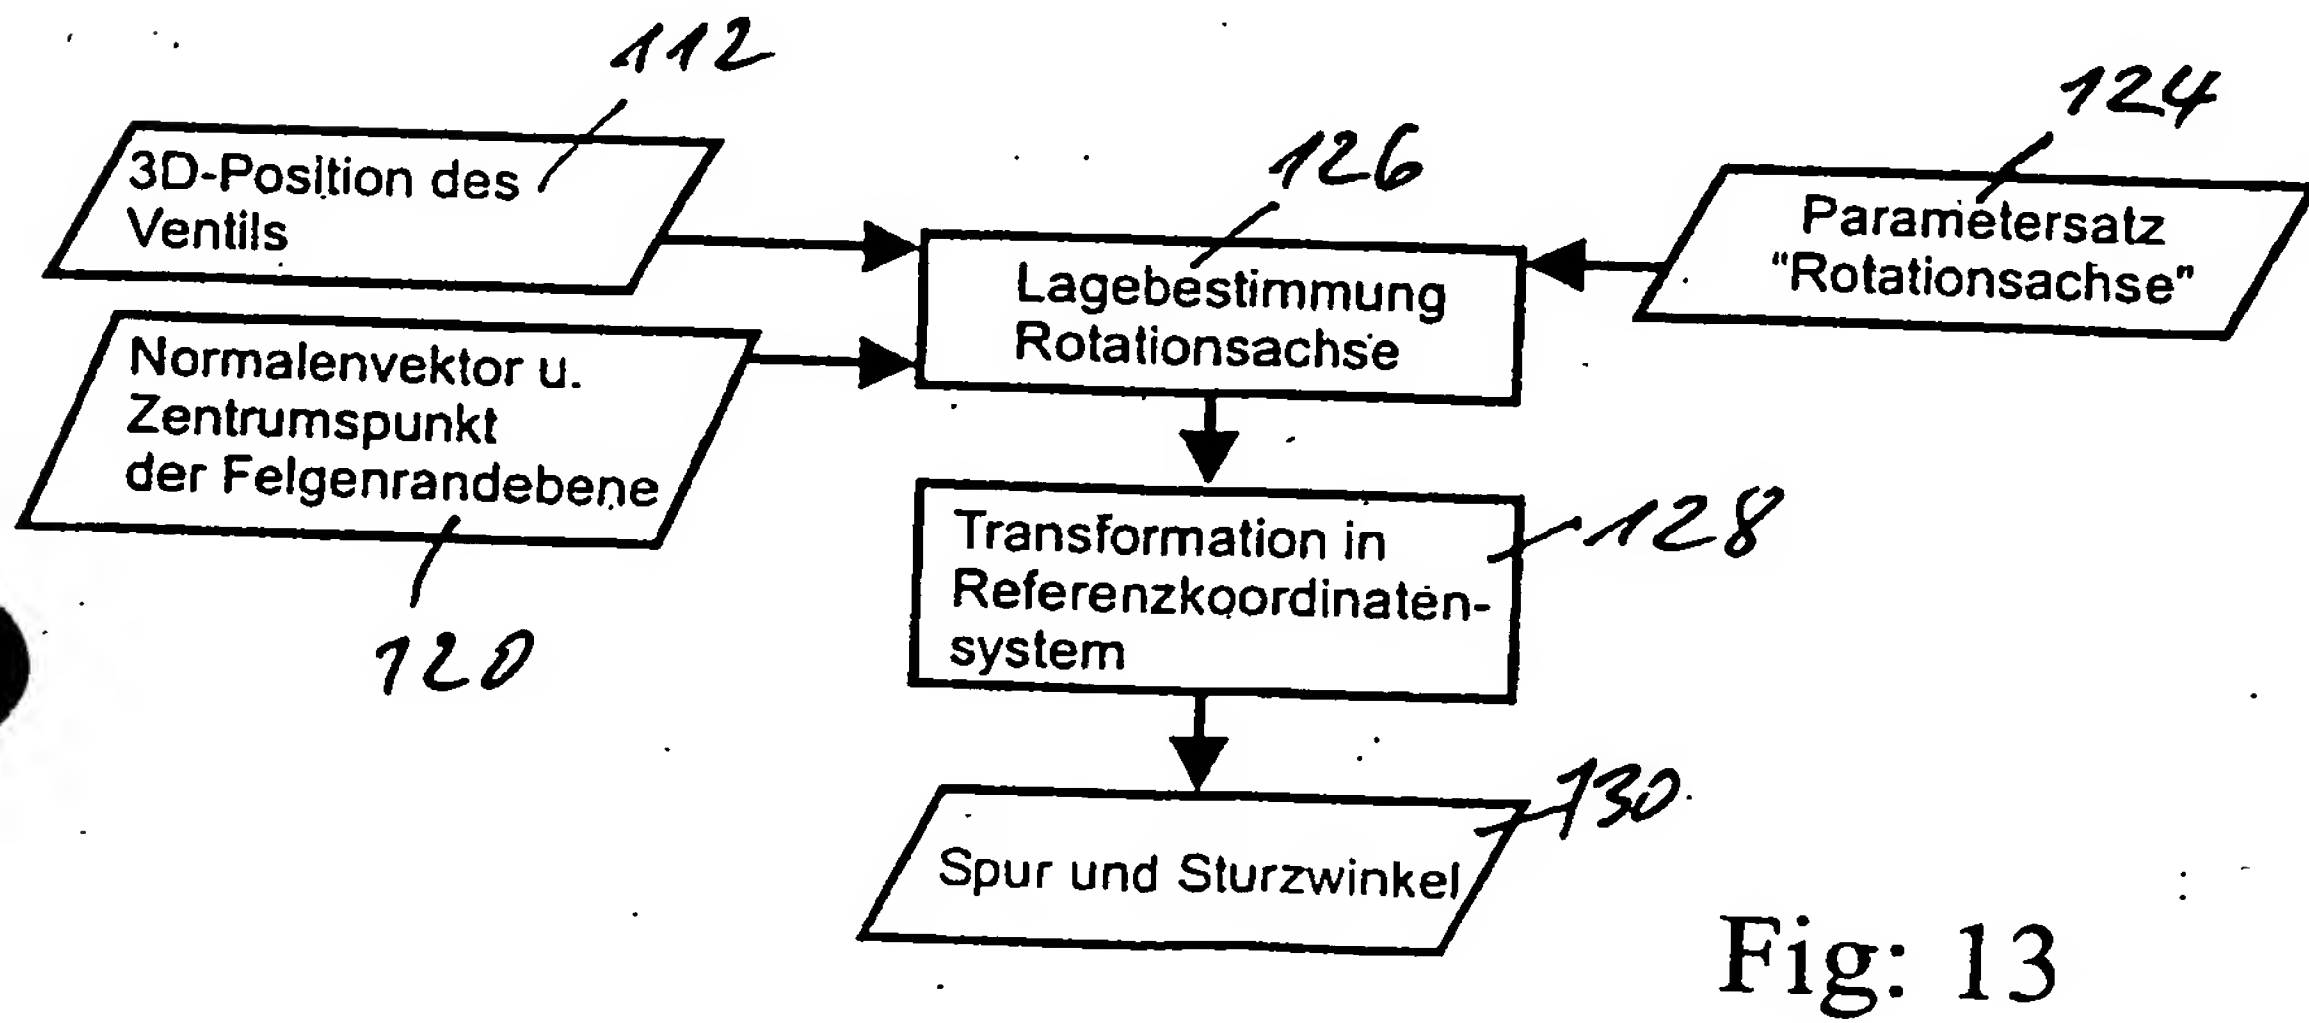 112
124
126
3D-Position des
Ventils
Parametersatz
"Rotationsachse"
Lagebestimmung
Rotationsachse
Normalenvektor u.
Zentrumspunkt
der Felgenrandebene
128
Transformation in
Referenzkoordinaten-
system
120
130
Spur und Sturzwinkel
Fig: 13